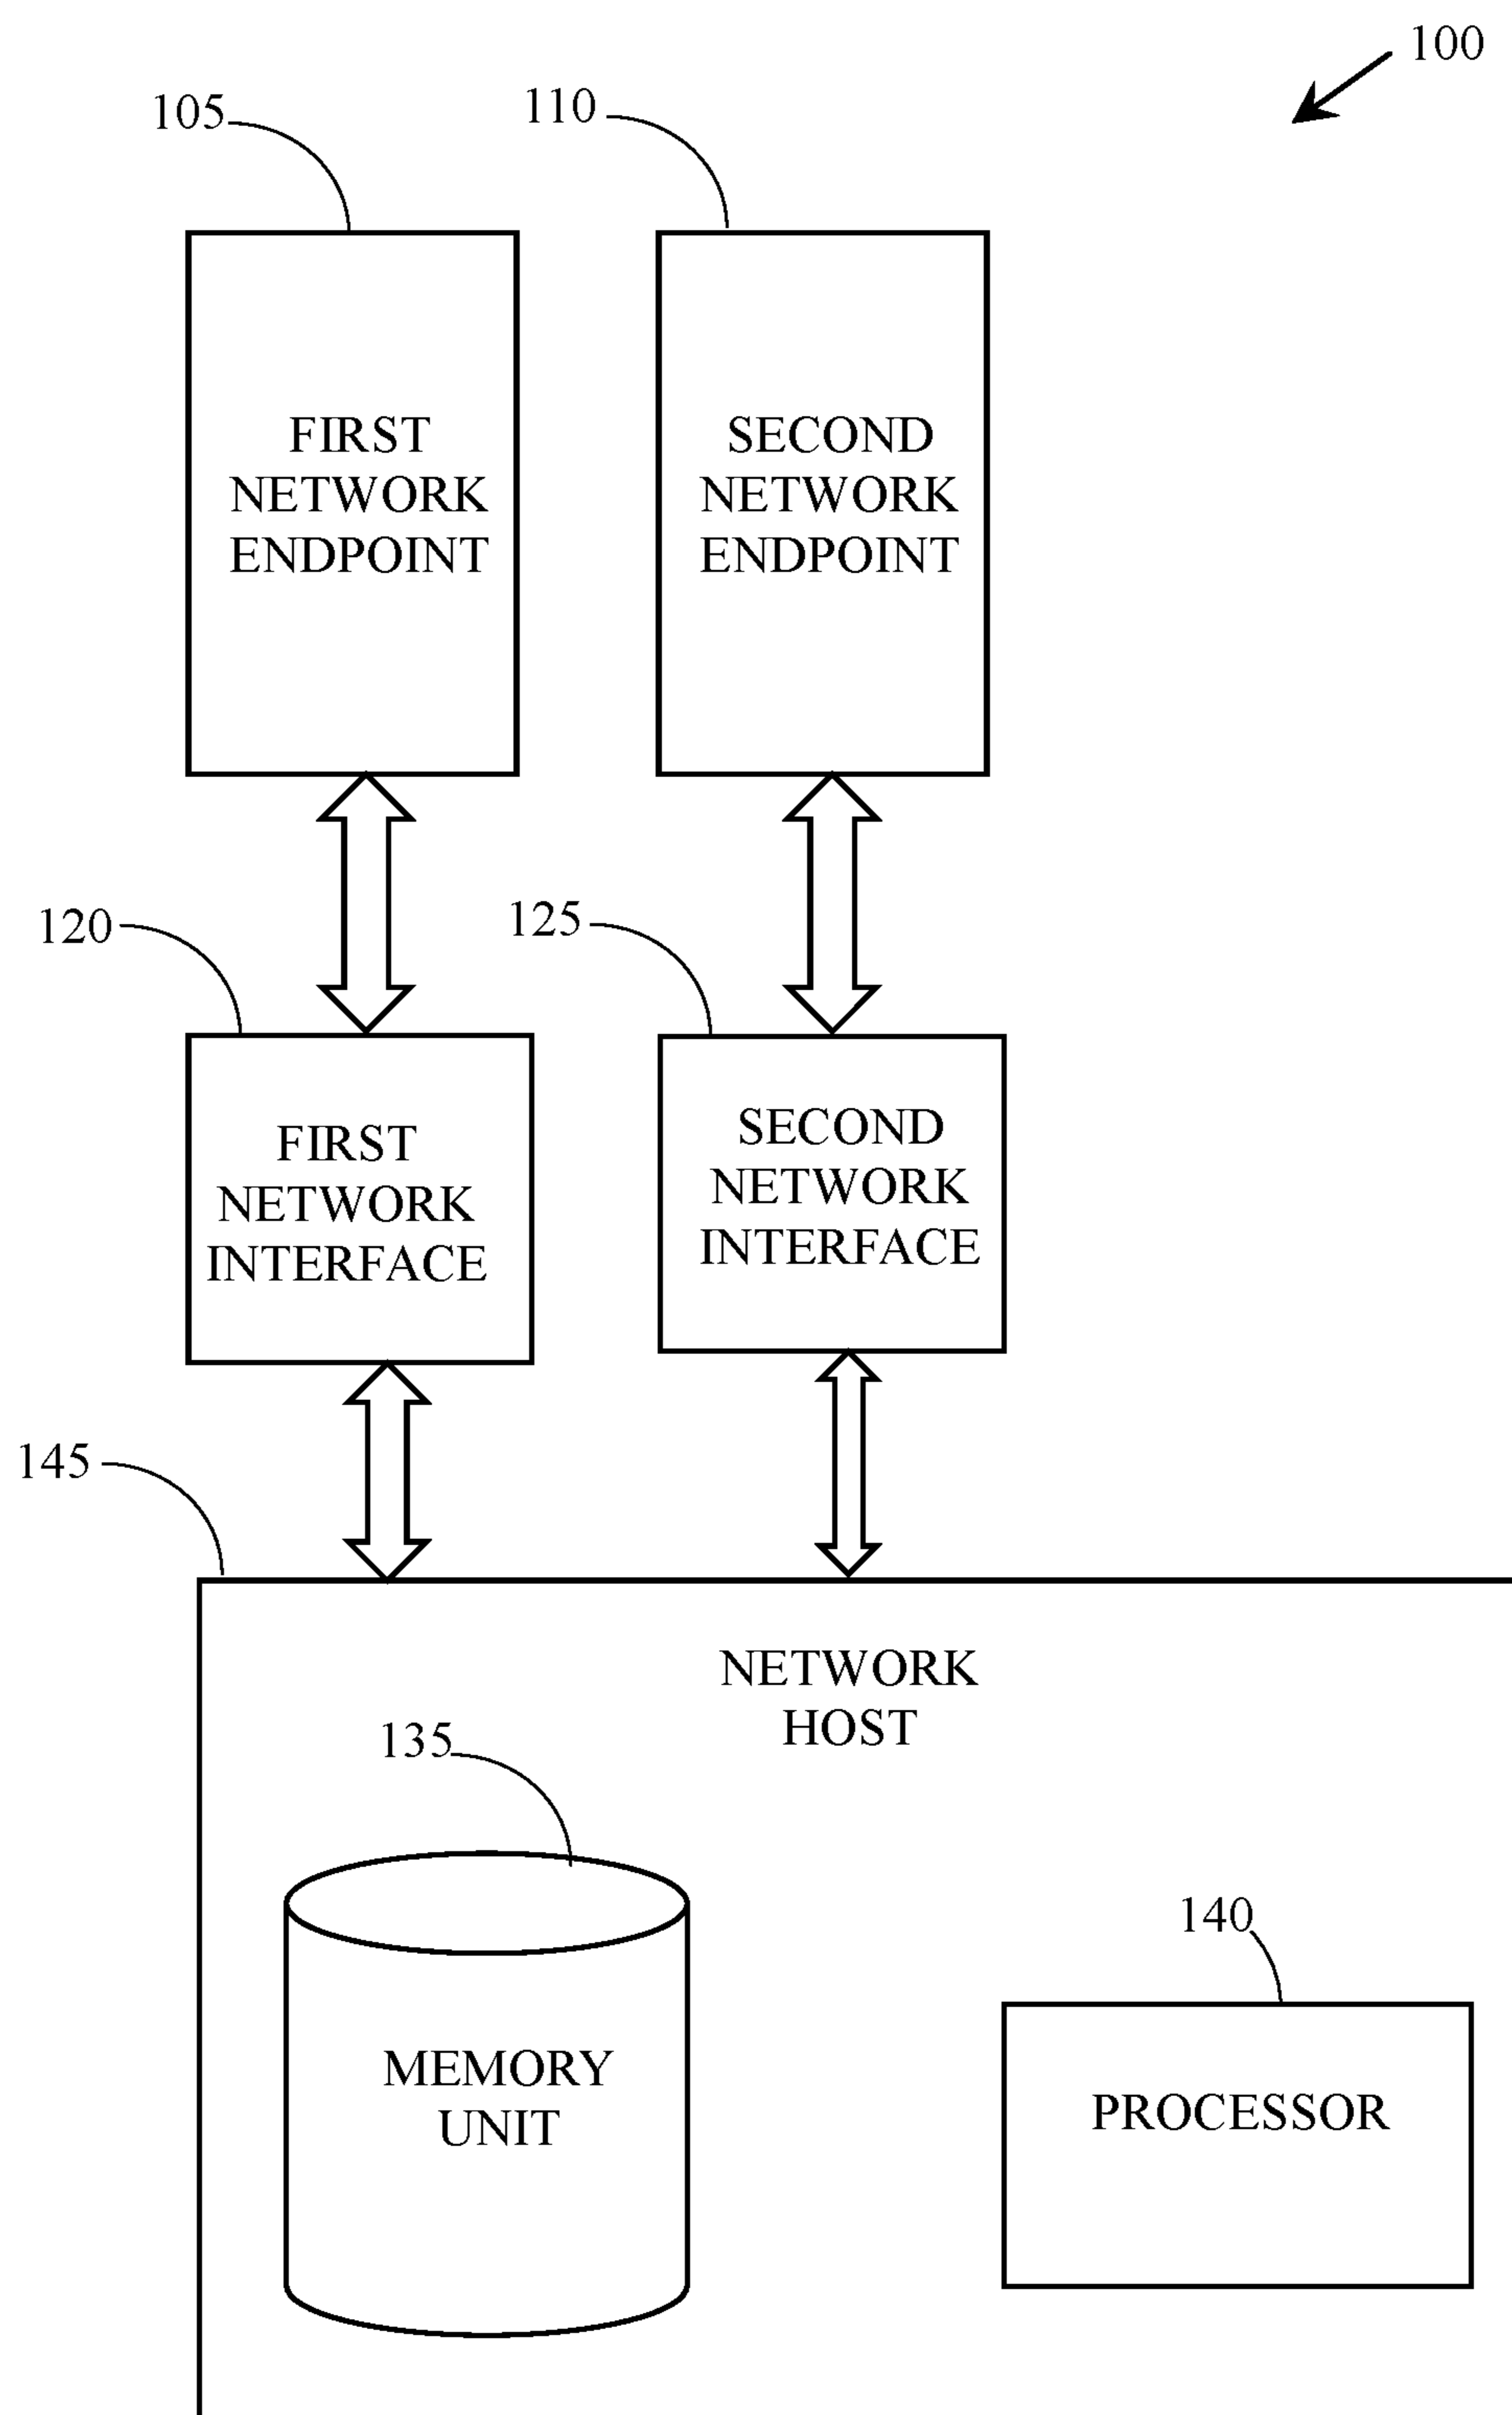 100
105
110
FIRST
NETWORK
ENDPOINT
SECOND
NETWORK
ENDPOINT
120
125
FIRST
NETWORK
INTERFACE
SECOND
NETWORK
INTERFACE
145
NETWORK
HOST
135
140
MEMORY
UNIT
PROCESSOR